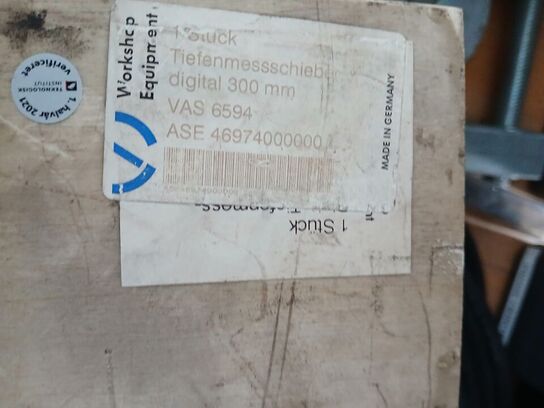 Workshop
Equipment
1 Stück
Tiefenmessschieber
digital 300 mm
VAS 6594
ASE 46974000000
MADE IN GERMANY
1 Stück
1. halvår 2021
TEKNOLOGISK
INSTITUT
Verificeret